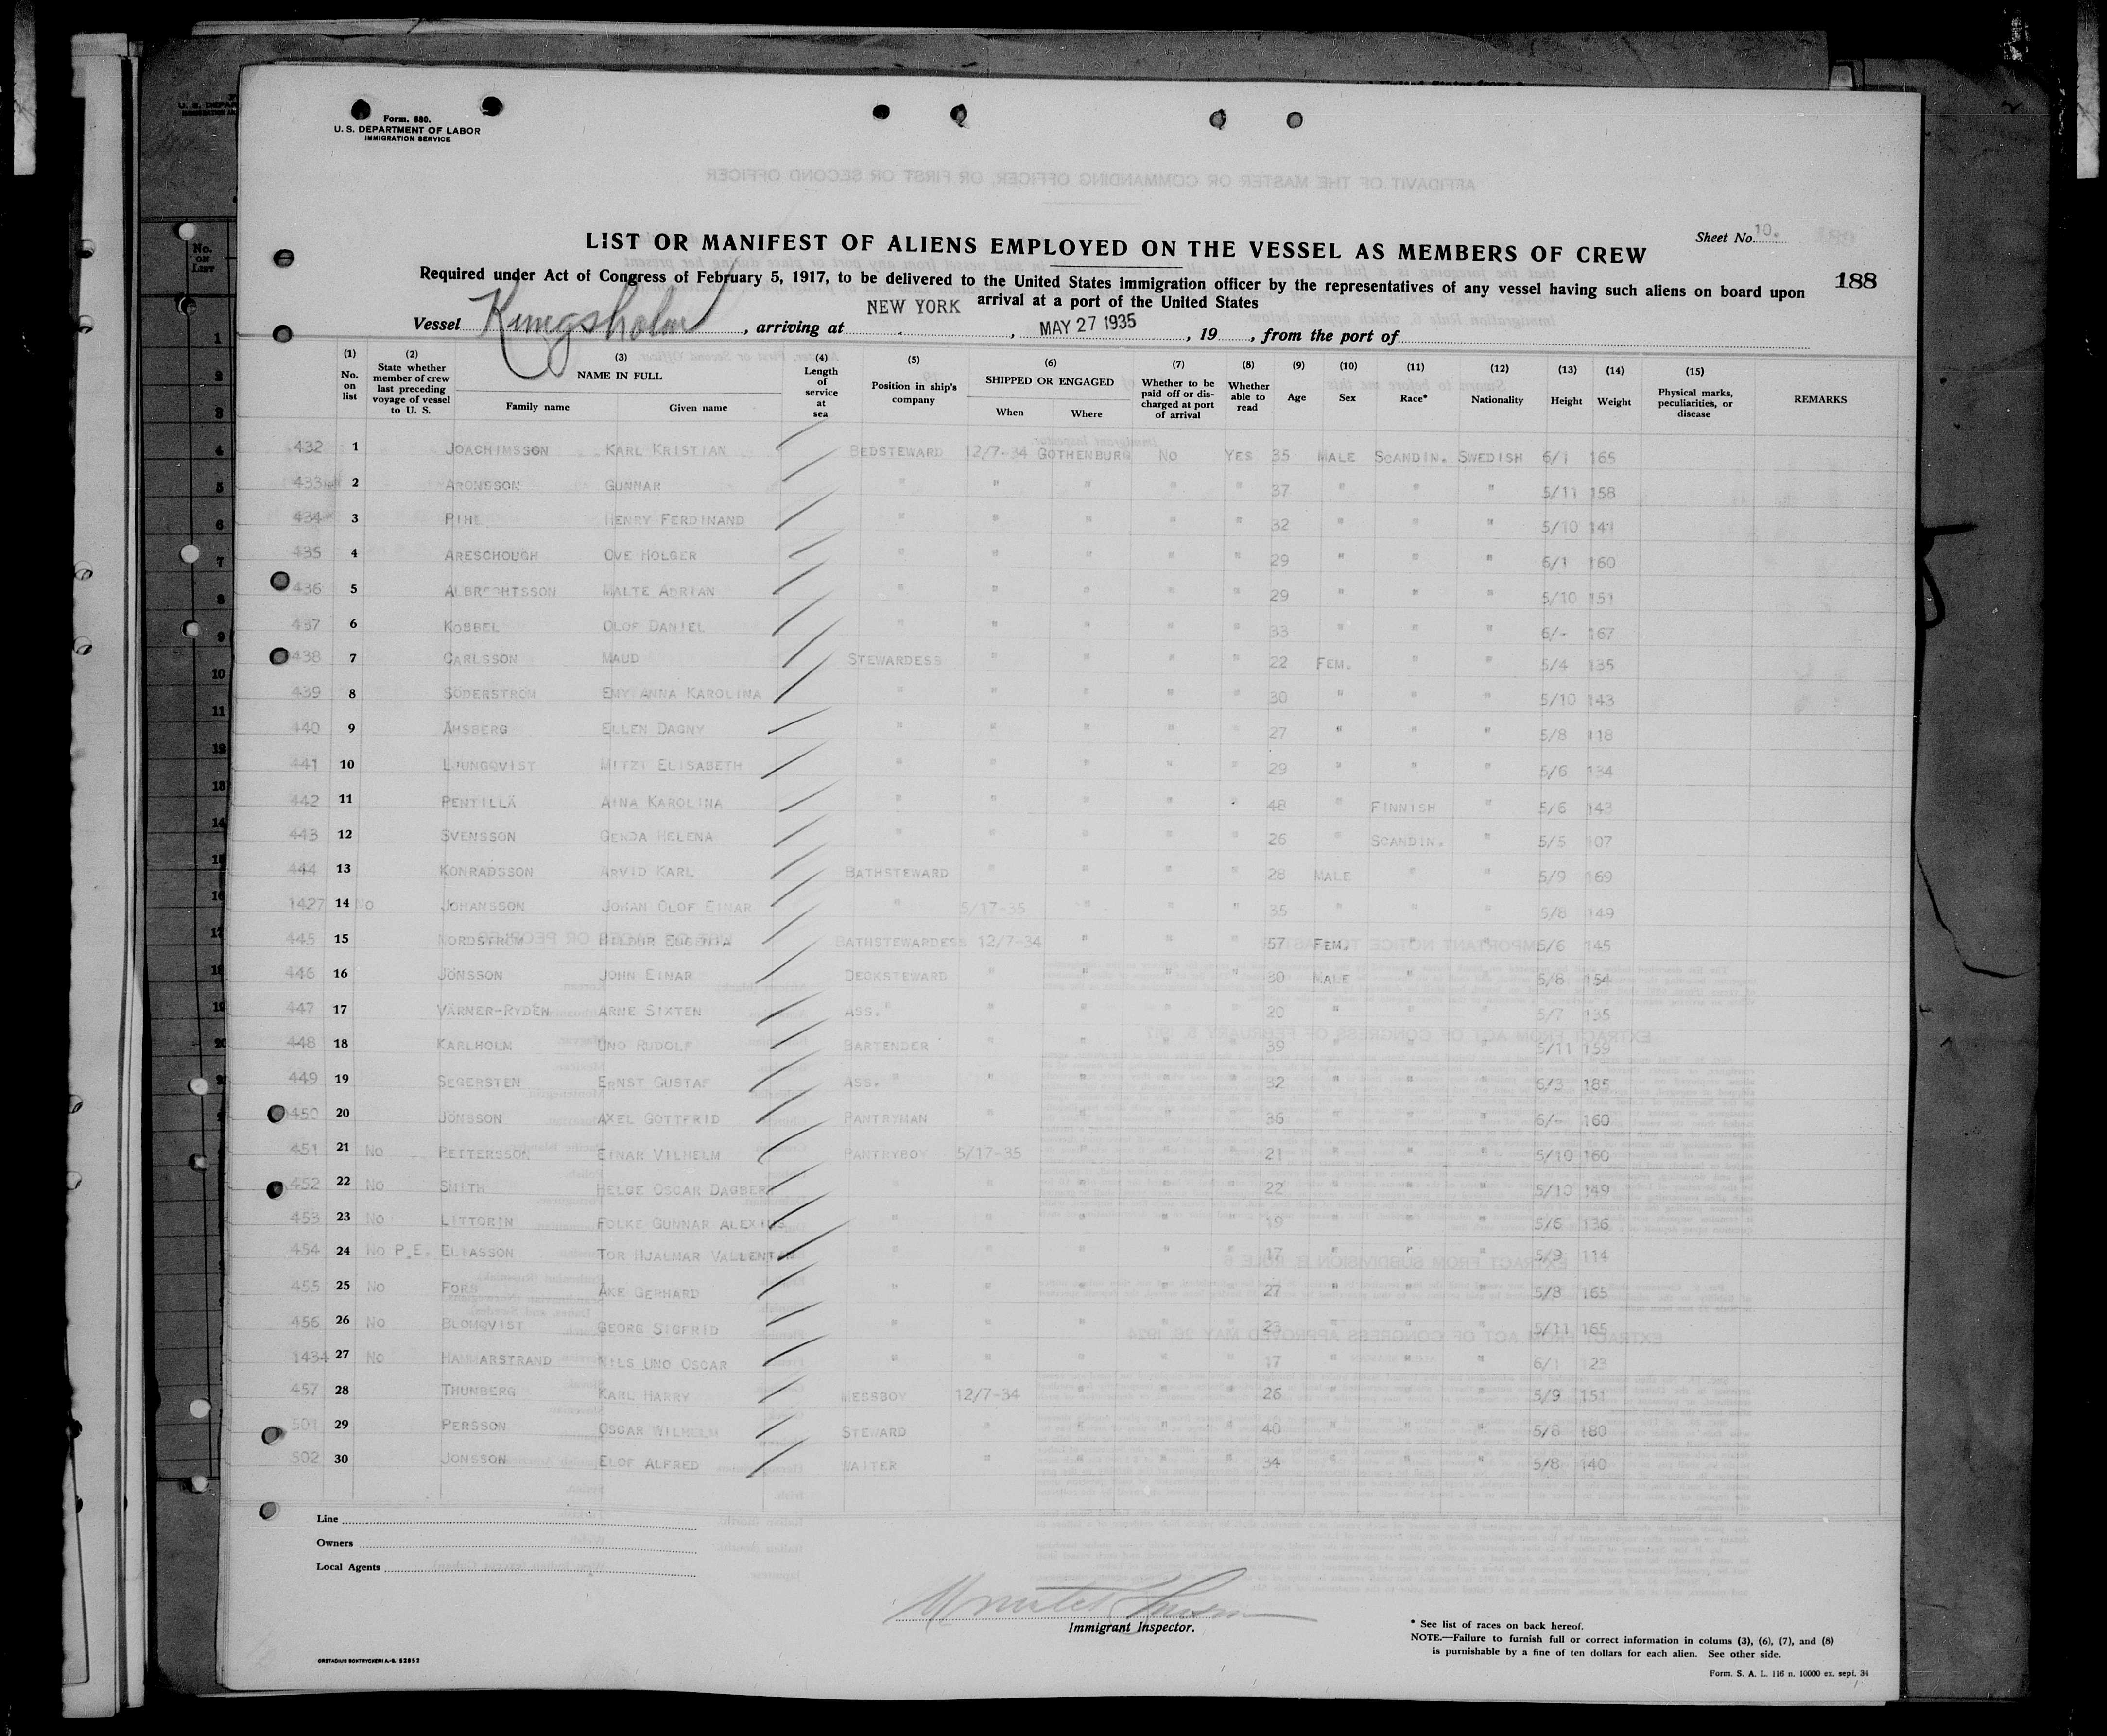 Form. 680.
U. S. DEPARTMENT OF LABOR
IMMIGRATION SERVICE
Sheet No. 10.
LIST OR MANIFEST OF ALIENS EMPLOYED ON THE VESSEL AS MEMBERS OF CREW
Required under Act of Congress of February 5, 1917, to be delivered to the United States immigration officer by the representatives of any vessel having such aliens on board upon
188
arrival at a port of the United States
Vessel Kungsholm, arriving at NEW YORK, MAY 27 1935, 19, from the port of
(1) No. on list (2) State whether member of crew last preceding voyage of vessel to U. S. (3) NAME IN FULL Family name Given name (4) Length of service at sea (5) Position in ship's company (6) SHIPPED OR ENGAGED When Where (7) Whether to be paid off or discharged at port of arrival (8) Whether able to read (9) Age (10) Sex (11) Race* (12) Nationality (13) Height (14) Weight (15) Physical marks, peculiarities, or disease REMARKS
432 1 JOACHIMSSON KARL KRISTIAN BEDSTEWARD 12/7-34 GOTHENBURG NO YES 35 MALE SCANDIN. SWEDISH 6/1 165
433 2 ARONSSON GUNNAR " " " " " 37 " " " 5/11 158
434 3 PIHL HENRY FERDINAND " " " " " 32 " " " 5/10 141
435 4 ARESCHOUGH OVE HOLGER " " " " " 29 " " " 6/1 160
436 5 ALBRECHTSSON MALTE ADRIAN " " " " " 29 " " " 5/10 151
437 6 KOBBEL OLOF DANIEL " " " " " 33 " " " 6/- 167
438 7 CARLSSON MAUD STEWARDESS " " " " 22 FEM. " " 5/4 135
439 8 SÖDERSTRÖM EMY ANNA KAROLINA " " " " " 30 " " " 5/10 143
440 9 AMSBERG ELLEN DAGNY " " " " " 27 " " " 5/8 118
441 10 LJUNGQVIST MITZI ELISABETH " " " " " 29 " " " 5/6 134
442 11 PENTILLÄ AINA KAROLINA " " " " " 48 " FINNISH " 5/6 143
443 12 SVENSSON GERDA HELENA " " " " " 26 " SCANDIN. " 5/5 107
444 13 KONRADSSON ARVID KARL BATHSTEWARD " " " " 28 MALE " " 5/9 169
1427 14 NO JOHANSSON JOHAN OLOF EINAR " 5/17-35 " " " 35 " " " 5/8 149
445 15 NORDSTRÖM HILDUR EUGENIA BATHSTEWARDESS 12/7-34 " " " 57 FEM. " " 5/6 145
446 16 JÖNSSON JOHN EINAR DECKSTEWARD " " " " 30 MALE " " 5/8 154
447 17 VÄRNER-RYDÉN ARNE SIXTEN ASS. " " " " " 20 " " " 5/7 135
448 18 KARLHOLM UNO RUDOLF BARTENDER " " " " 39 " " " 5/11 159
449 19 SEGERSTEN ERNST GUSTAF ASS. " " " " " 32 " " " 6/3 185
450 20 JÖNSSON AXEL GOTTFRID PANTRYMAN " " " " 36 " " " 6/- 160
451 21 NO PETTERSSON EINAR VILHELM PANTRYBOY 5/17-35 " " " 21 " " " 5/10 160
452 22 NO SMITH HELGE OSCAR DAGBERT " " " " " 22 " " " 5/10 149
453 23 NO LITTORIN FOLKE GUNNAR ALEXIUS " " " " " 19 " " " 5/6 136
454 24 NO P.E. ELIASSON TOR HJALMAR VALLENTIN " " " " " 17 " " " 5/9 114
455 25 NO FORS ÅKE GERHARD " " " " " 27 " " " 5/8 165
456 26 NO BLOMQVIST GEORG SIGFRID " " " " " 23 " " " 5/11 165
1434 27 NO HAMMARSTRAND NILS UNO OSCAR " " " " " 17 " " " 6/1 123
457 28 THUNBERG KARL HARRY MESSBOY 12/7-34 " " " 26 " " " 5/9 151
501 29 PERSSON OSCAR WILHELM STEWARD " " " " 40 " " " 5/8 180
502 30 JONSSON ELOF ALFRED WAITER " " " " 34 " " " 5/8 140
Line
Owners
Local Agents
Immigrant Inspector.
* See list of races on back hereof.
NOTE.—Failure to furnish full or correct information in colums (3), (6), (7), and (8)
is purnishable by a fine of ten dollars for each alien. See other side.
ORSTADIUS BOKTRYCKERI A.-B. 52852
Form. S. A. L. 116 n. 10000 ex. sept. 34